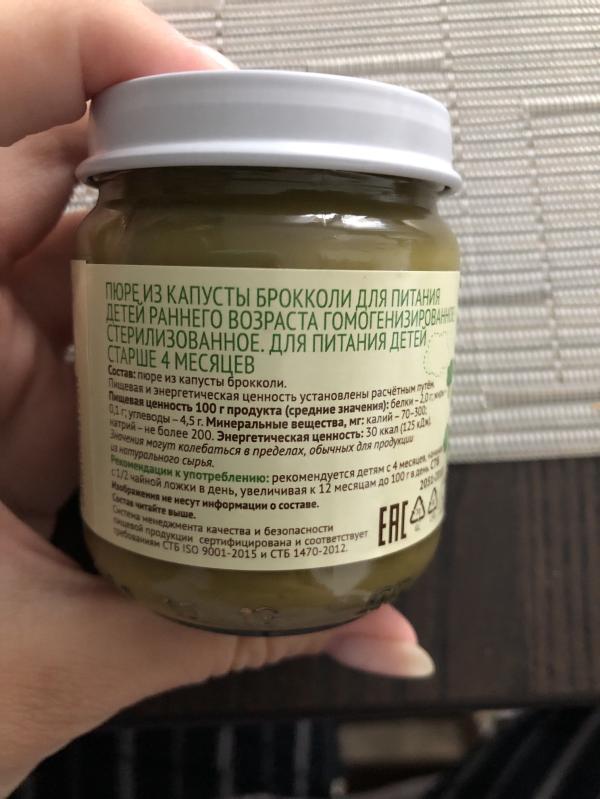 ПЮРЕ ИЗ КАПУСТЫ БРОККОЛИ ДЛЯ ПИТАНИЯ
ДЕТЕЙ РАННЕГО ВОЗРАСТА ГОМОГЕНИЗИРОВАННОЕ
СТЕРИЛИЗОВАННОЕ. ДЛЯ ПИТАНИЯ ДЕТЕЙ
СТАРШЕ 4 МЕСЯЦЕВ
Состав: пюре из капусты брокколи.
Пищевая и энергетическая ценность установлены расчётным путём.
Пищевая ценность 100 г продукта (средние значения): белки – 2,0 г;
0,1 г; углеводы – 4,5 г. Минеральные вещества, мг: калий – 70–300;
натрий – не более 200. Энергетическая ценность: 30 ккал (125 кДж).
Значения могут колебаться в пределах, обычных для продукции
из натурального сырья.
Рекомендации к употреблению: рекомендуется детям с 4 месяцев,
с 1/2 чайной ложки в день, увеличивая к 12 месяцам до 100 г в день. СТБ
Изображения не несут информации о составе.
Состав читайте выше.
Система менеджмента качества и безопасности
пищевой продукции сертифицирована и соответствует
требованиям СТБ ISO 9001-2015 и СТБ 1470-2012.
EAC